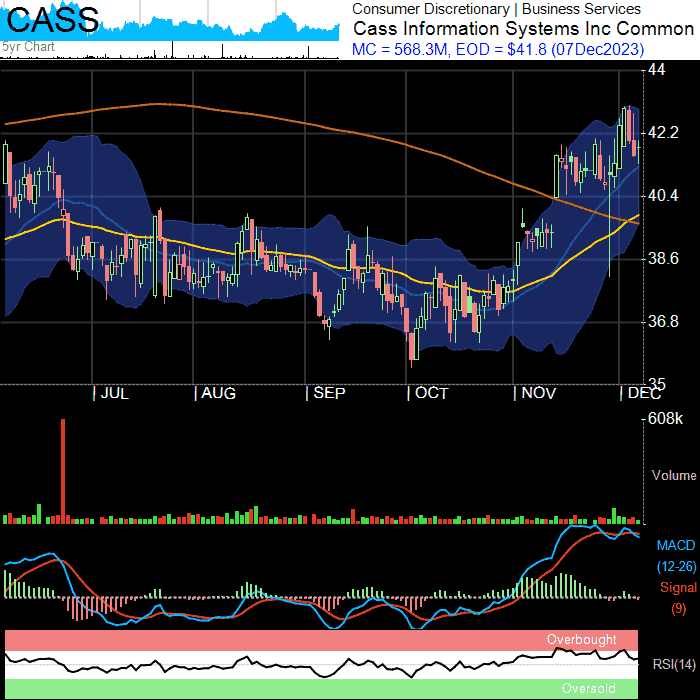 CASS
5yr Chart
Consumer Discretionary | Business Services
Cass Information Systems Inc Common
MC = 568.3M, EOD = $41.8 (07Dec2023)
44
42.2
40.4
38.6
36.8
35
JUL AUG SEP OCT NOV DEC
608k
Volume
MACD
(12-26)
Signal
(9)
Overbought
RSI(14)
Oversold